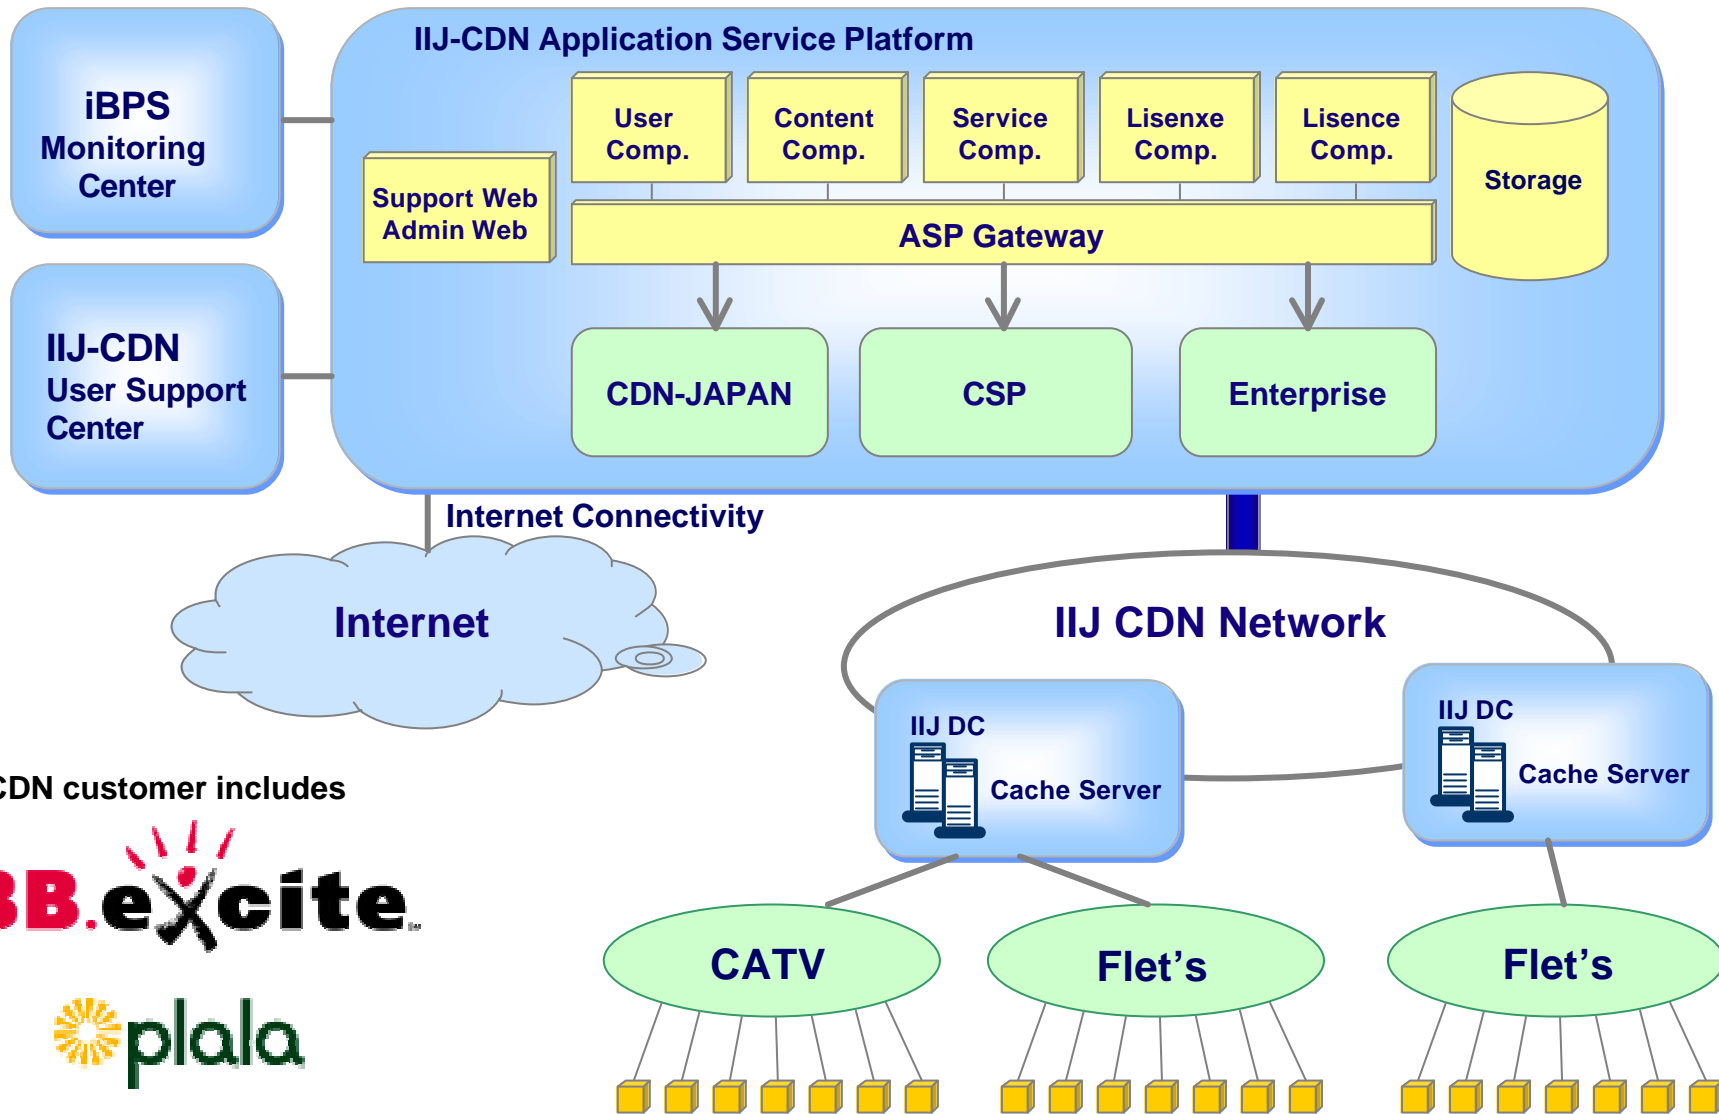 IIJ-CDN Application Service Platform
iBPS
Monitoring
Center
User
Comp.
Content
Comp.
Service
Comp.
Lisenxe
Comp.
Lisence
Comp.
Storage
Support Web
Admin Web
ASP Gateway
IIJ-CDN
User Support
Center
CDN-JAPAN
CSP
Enterprise
Internet Connectivity
Internet
IIJ CDN Network
IIJ DC
Cache Server
IIJ DC
Cache Server
CDN customer includes
BB.excite
plala
CATV
Flet's
Flet's